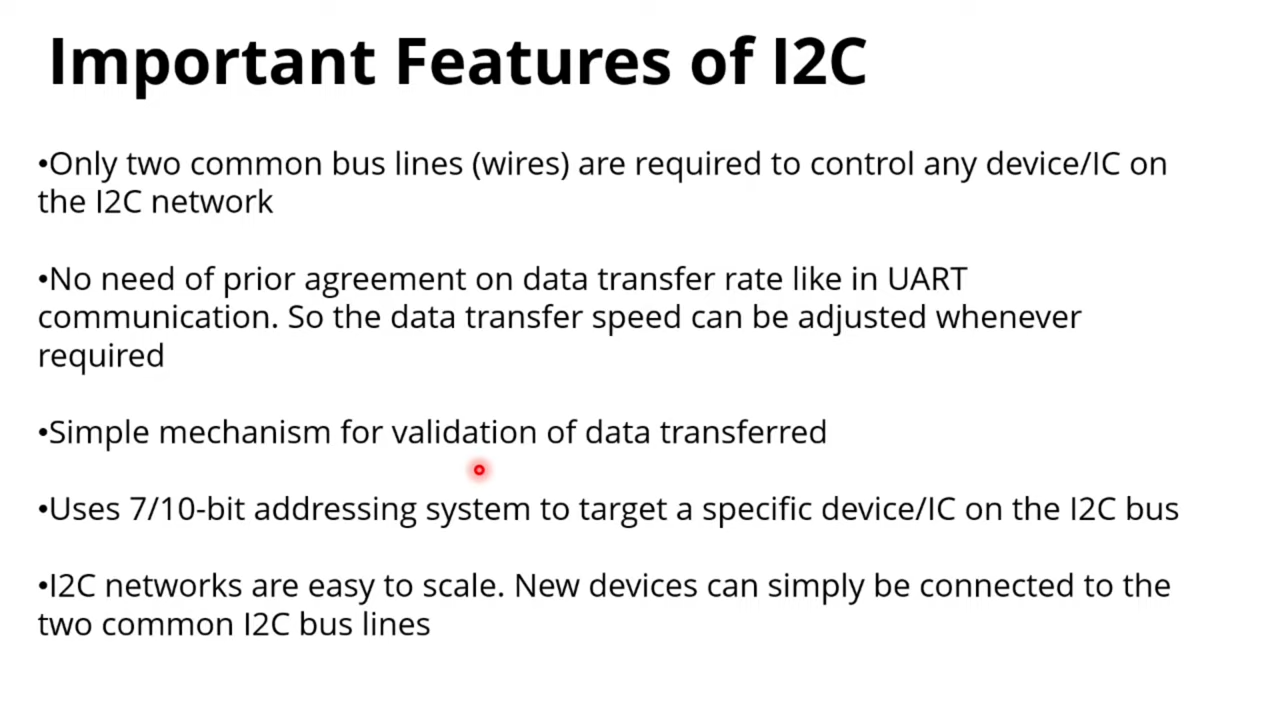 Important Features of I2C
•Only two common bus lines (wires) are required to control any device/IC on
the I2C network
•No need of prior agreement on data transfer rate like in UART
communication. So the data transfer speed can be adjusted whenever
required
•Simple mechanism for validation of data transferred
•Uses 7/10-bit addressing system to target a specific device/IC on the I2C bus
•I2C networks are easy to scale. New devices can simply be connected to the
two common I2C bus lines